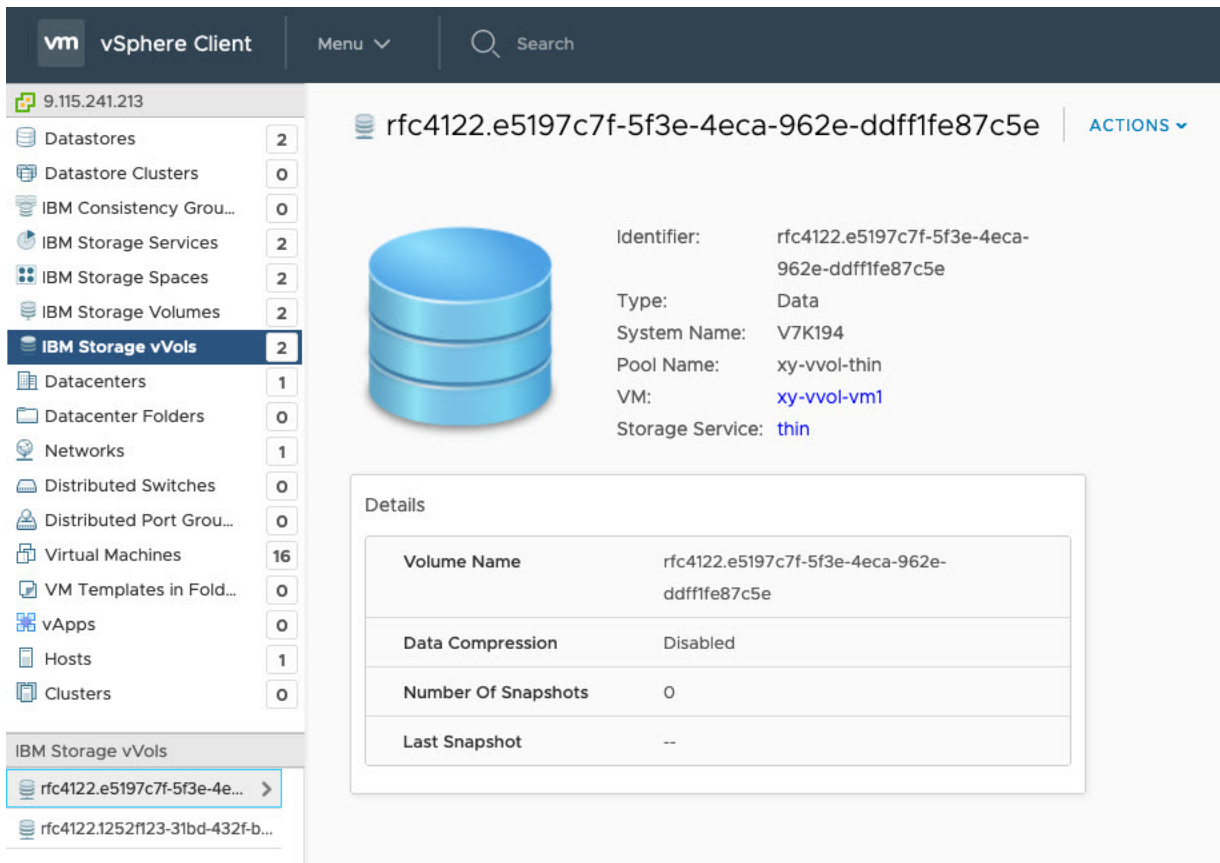 vm vSphere Client Menu Search
9.115.241.213
Datastores 2
Datastore Clusters 0
IBM Consistency Grou... 0
IBM Storage Services 2
IBM Storage Spaces 2
IBM Storage Volumes 2
IBM Storage vVols 2
Datacenters 1
Datacenter Folders 0
Networks 1
Distributed Switches 0
Distributed Port Grou... 0
Virtual Machines 16
VM Templates in Fold... 0
vApps 0
Hosts 1
Clusters 0
IBM Storage vVols
rfc4122.e5197c7f-5f3e-4e...
rfc4122.1252f123-31bd-432f-b...
rfc4122.e5197c7f-5f3e-4eca-962e-ddff1fe87c5e ACTIONS
Identifier: rfc4122.e5197c7f-5f3e-4eca-
962e-ddff1fe87c5e
Type: Data
System Name: V7K194
Pool Name: xy-vvol-thin
VM: xy-vvol-vm1
Storage Service: thin
Details
Volume Name rfc4122.e5197c7f-5f3e-4eca-962e-
ddff1fe87c5e
Data Compression Disabled
Number Of Snapshots 0
Last Snapshot --